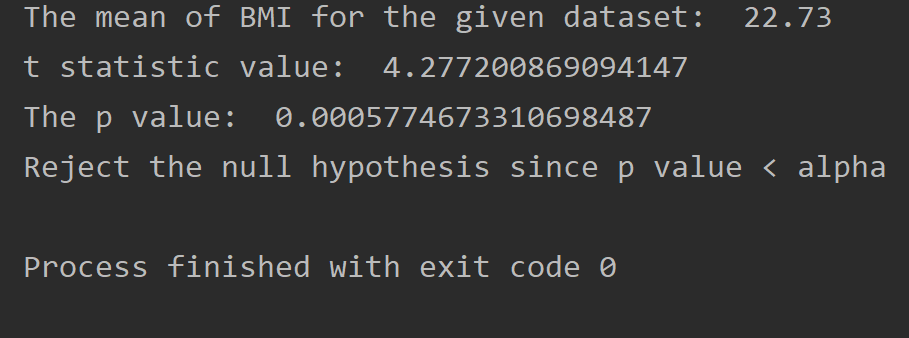 The mean of BMI for the given dataset:  22.73
t statistic value:  4.277200869094147
The p value:  0.0005774673310698487
Reject the null hypothesis since p value < alpha
Process finished with exit code 0